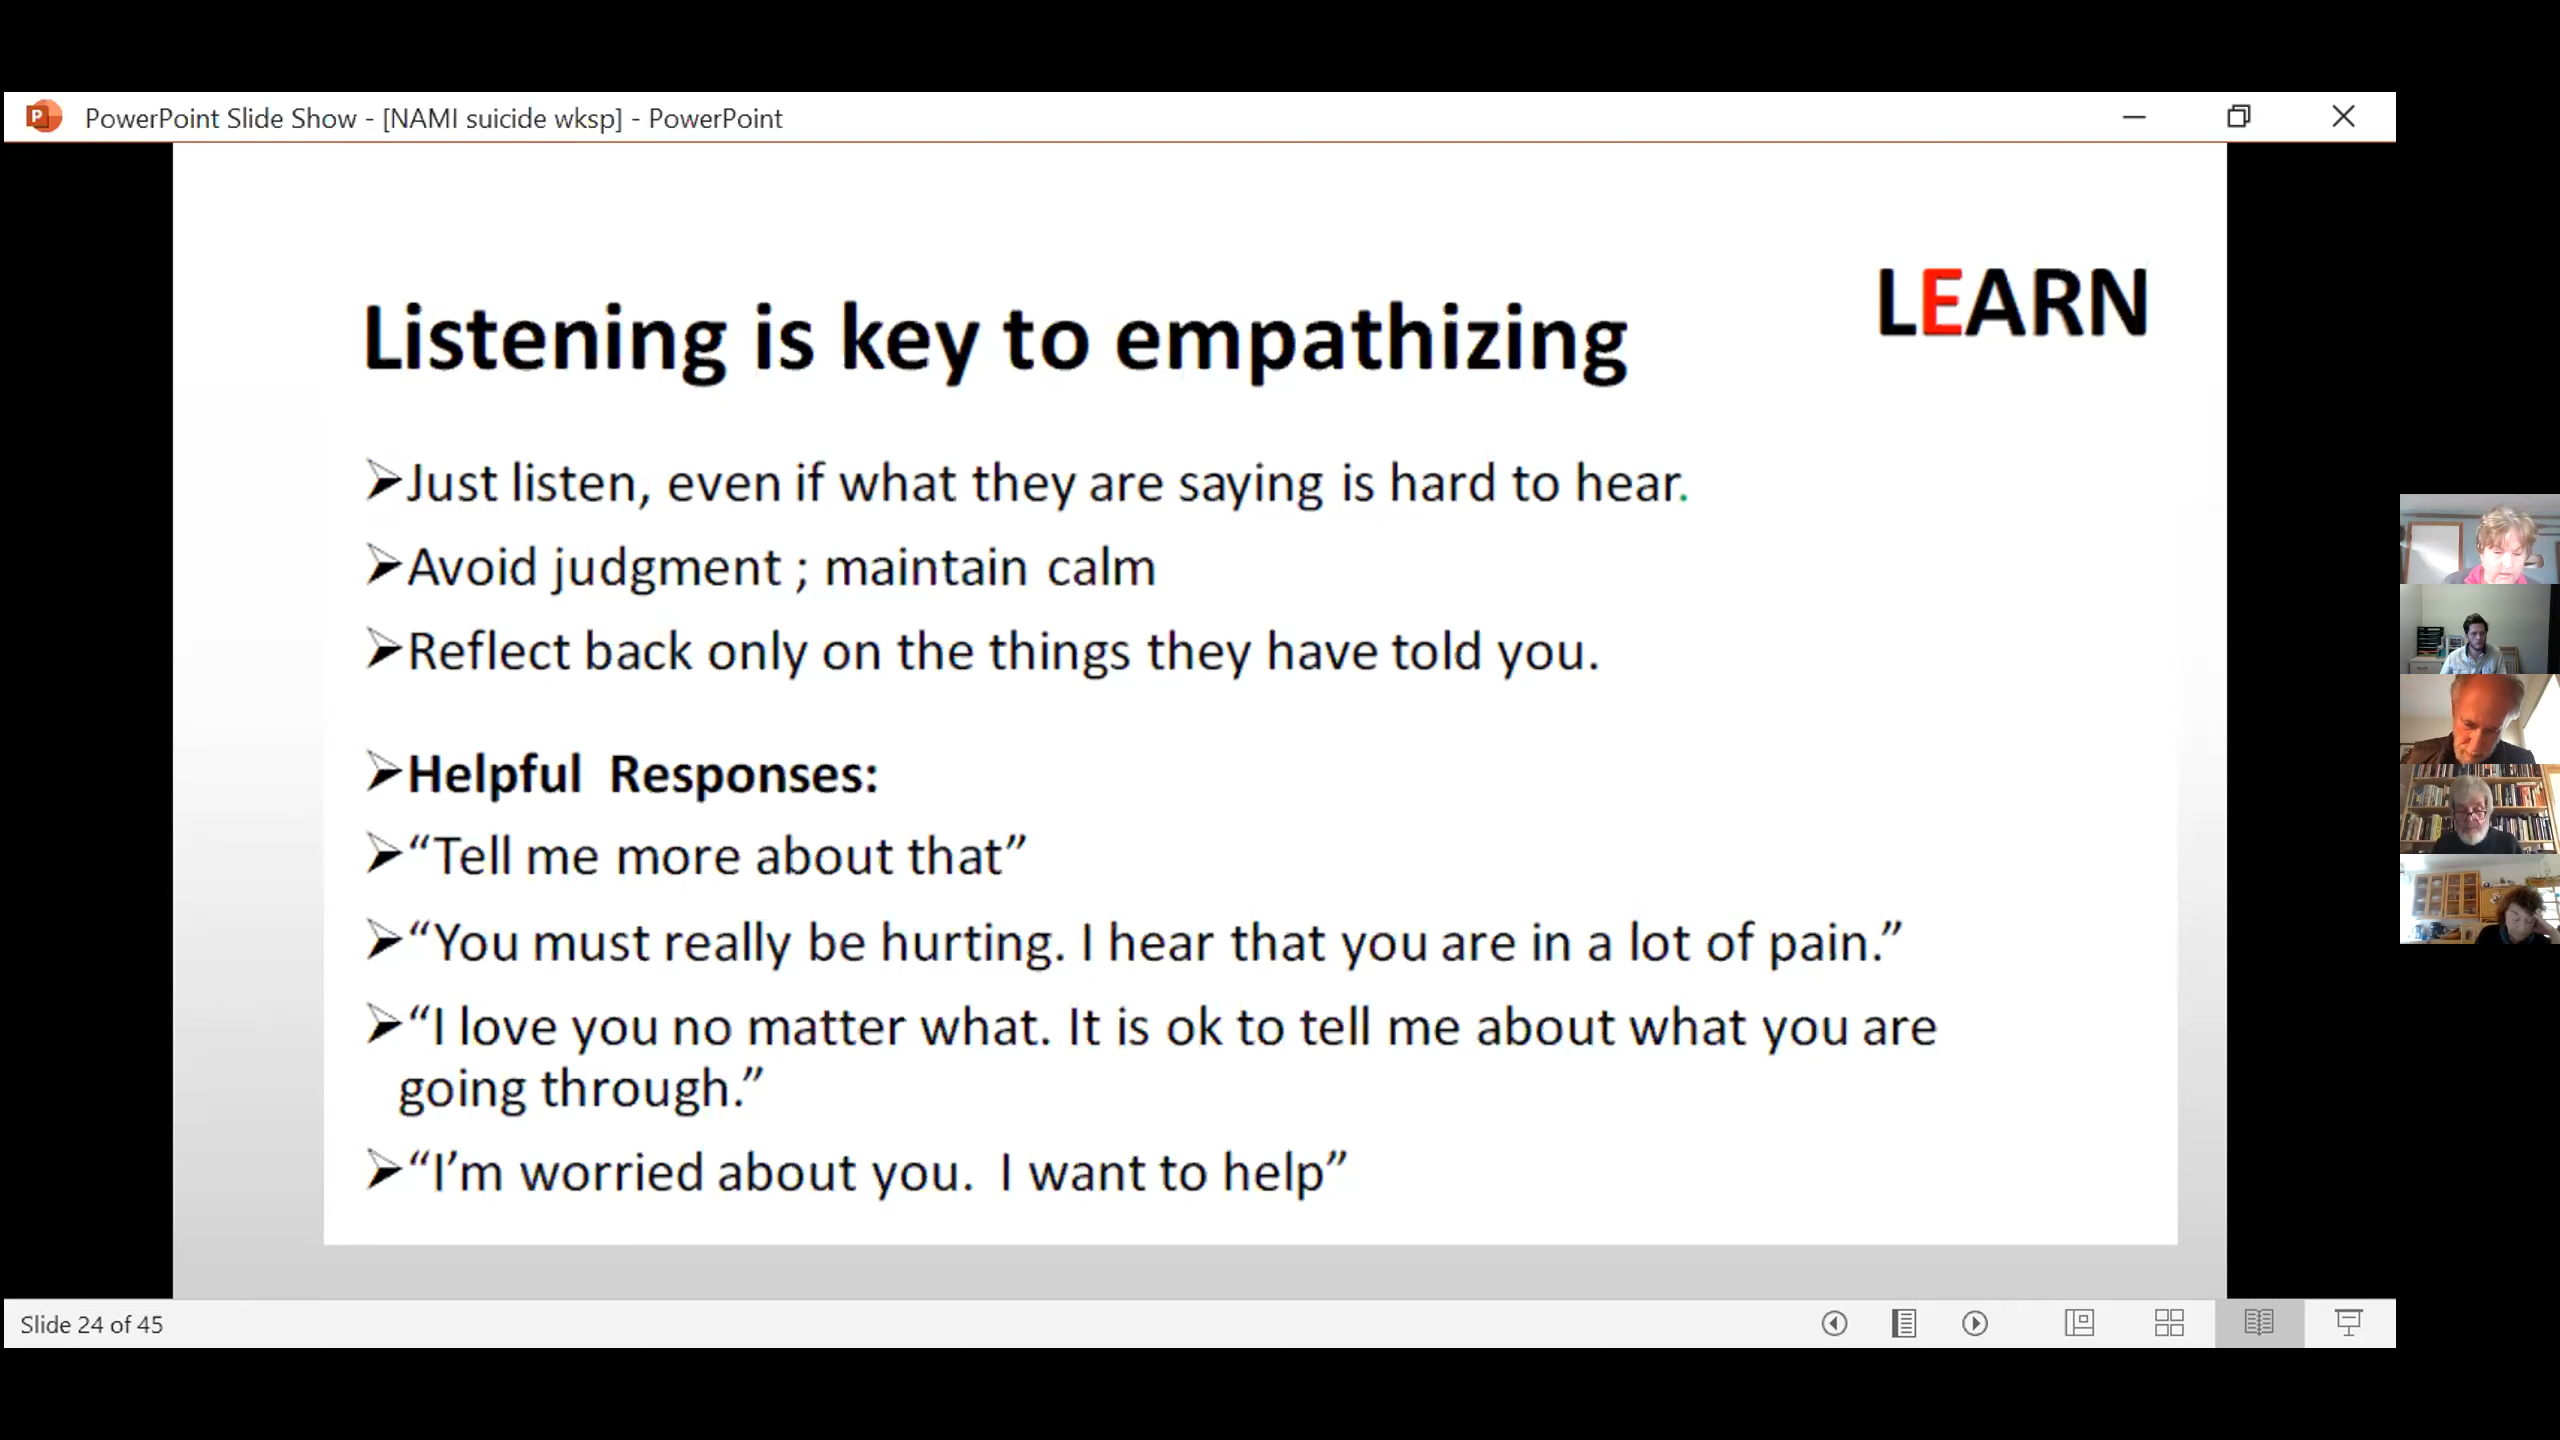 PowerPoint Slide Show - [NAMI suicide wksp] - PowerPoint
LEARN
Listening is key to empathizing
➢Just listen, even if what they are saying is hard to hear.
➢Avoid judgment ; maintain calm
➢Reflect back only on the things they have told you.
➢Helpful  Responses:
➢“Tell me more about that”
➢“You must really be hurting. I hear that you are in a lot of pain.”
➢“I love you no matter what. It is ok to tell me about what you are
going through.”
➢“I’m worried about you.  I want to help”
Slide 24 of 45